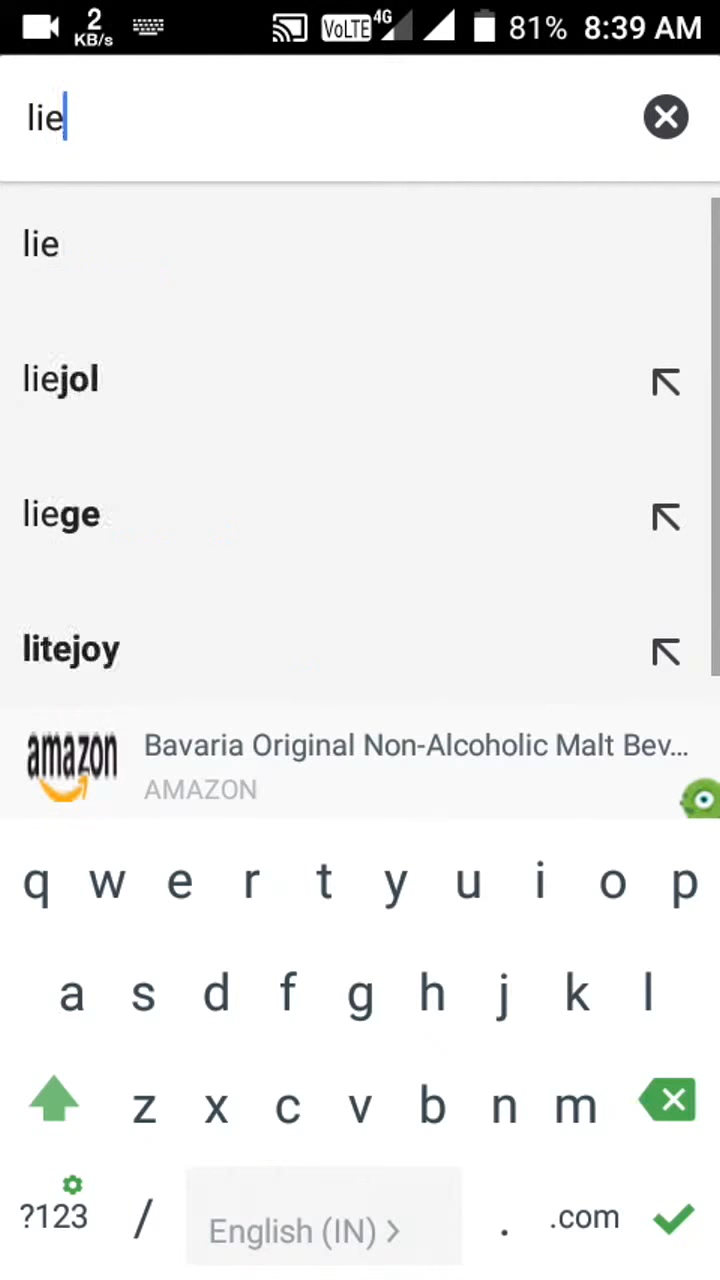 2 KB/s VoLTE 4G 81% 8:39 AM
lie
lie
liejol
liege
litejoy
amazon Bavaria Original Non-Alcoholic Malt Bev...
AMAZON
q w e r t y u i o p
a s d f g h j k l
z x c v b n m
?123 / English (IN) > . .com